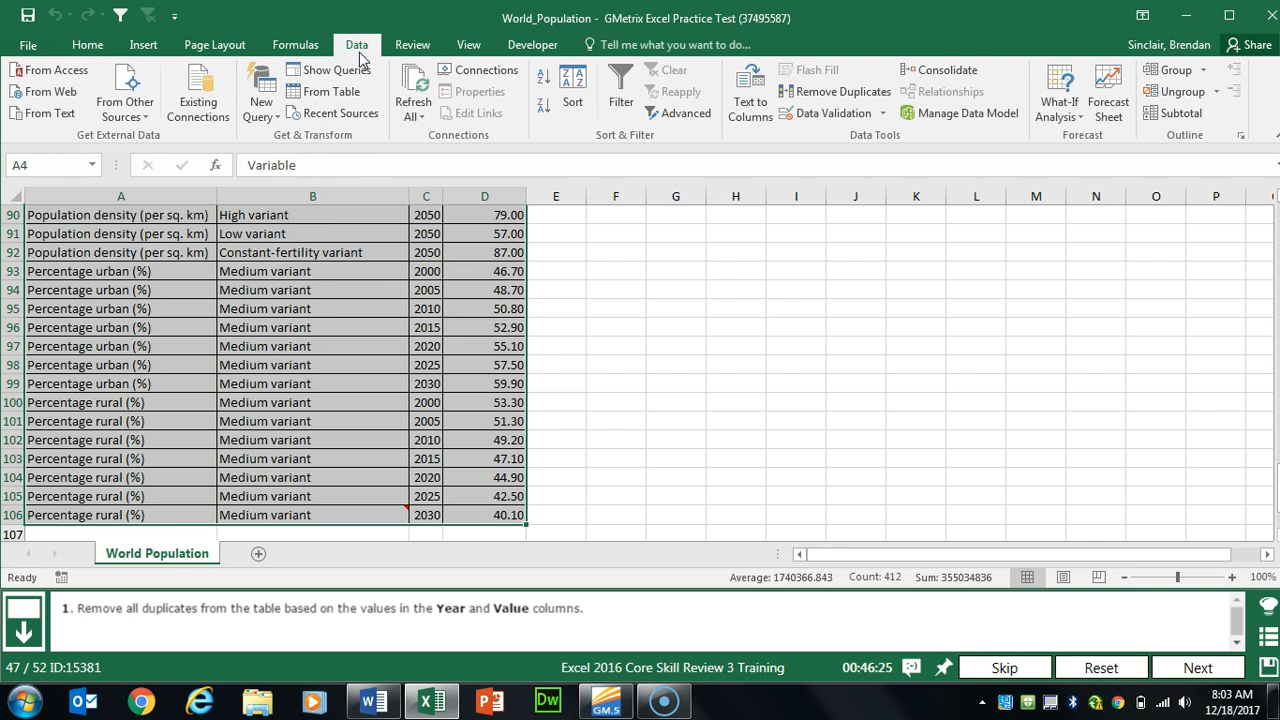 World_Population - GMetrix Excel Practice Test (37495587)
File Home Insert Page Layout Formulas Data Review View Developer Tell me what you want to do... Sinclair, Brendan Share
From Access
From Web
From Text
From Other Sources
Existing Connections
Get External Data
New Query
Show Queries
From Table
Recent Sources
Get & Transform
Refresh All
Connections
Properties
Edit Links
Connections
Sort
Filter
Clear
Reapply
Advanced
Sort & Filter
Text to Columns
Flash Fill
Remove Duplicates
Data Validation
Consolidate
Relationships
Manage Data Model
Data Tools
What-If Analysis
Forecast Sheet
Forecast
Group
Ungroup
Subtotal
Outline
A4 fx Variable
A B C D E F G H I J K L M N O P
90 Population density (per sq. km) High variant 2050 79.00
91 Population density (per sq. km) Low variant 2050 57.00
92 Population density (per sq. km) Constant-fertility variant 2050 87.00
93 Percentage urban (%) Medium variant 2000 46.70
94 Percentage urban (%) Medium variant 2005 48.70
95 Percentage urban (%) Medium variant 2010 50.80
96 Percentage urban (%) Medium variant 2015 52.90
97 Percentage urban (%) Medium variant 2020 55.10
98 Percentage urban (%) Medium variant 2025 57.50
99 Percentage urban (%) Medium variant 2030 59.90
100 Percentage rural (%) Medium variant 2000 53.30
101 Percentage rural (%) Medium variant 2005 51.30
102 Percentage rural (%) Medium variant 2010 49.20
103 Percentage rural (%) Medium variant 2015 47.10
104 Percentage rural (%) Medium variant 2020 44.90
105 Percentage rural (%) Medium variant 2025 42.50
106 Percentage rural (%) Medium variant 2030 40.10
107
World Population
Ready Average: 1740366.843 Count: 412 Sum: 355034836 100%
1. Remove all duplicates from the table based on the values in the Year and Value columns.
47 / 52 ID:15381 Excel 2016 Core Skill Review 3 Training 00:46:25 Skip Reset Next
Dw GM.5
8:03 AM
12/18/2017